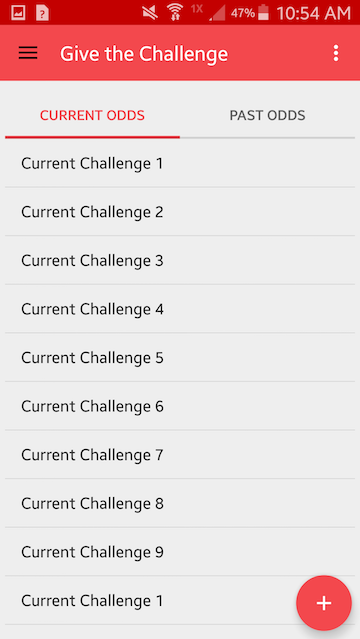 1X 47% 10:54 AM
Give the Challenge
CURRENT ODDS PAST ODDS
Current Challenge 1
Current Challenge 2
Current Challenge 3
Current Challenge 4
Current Challenge 5
Current Challenge 6
Current Challenge 7
Current Challenge 8
Current Challenge 9
Current Challenge 1